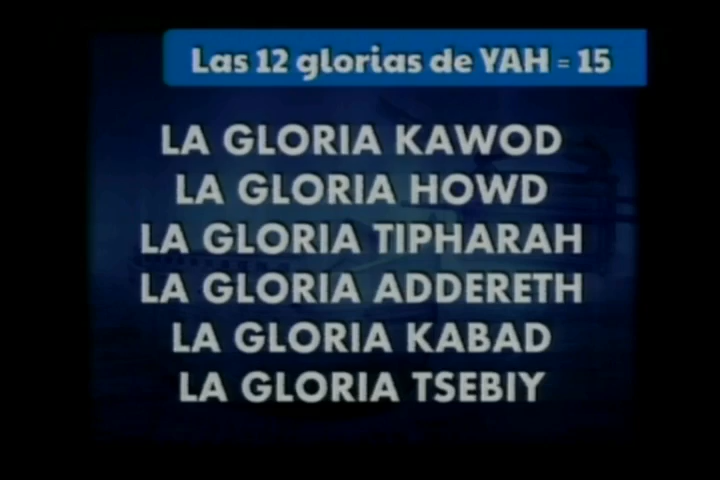 Las 12 glorias de YAH = 15
LA GLORIA KAWOD
LA GLORIA HOWD
LA GLORIA TIPHARAH
LA GLORIA ADDERETH
LA GLORIA KABAD
LA GLORIA TSEBIY